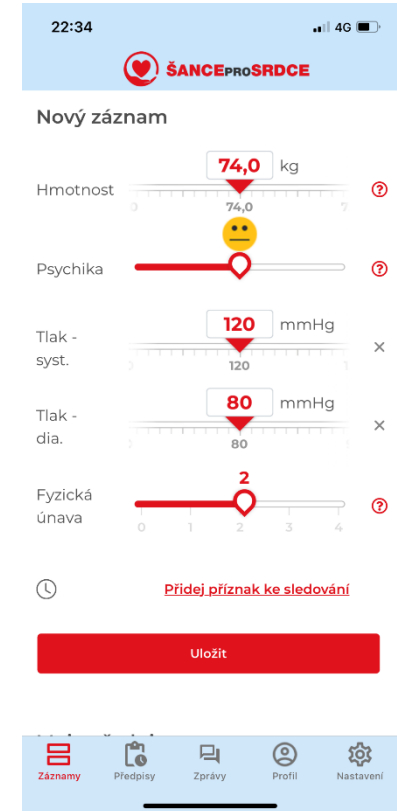 22:34 4G
ŠANCEPROSRDCE
Nový záznam
74,0 kg
Hmotnost
0 74,0 7
Psychika
120 mmHg
Tlak -
syst.
120
80 mmHg
Tlak -
dia.
80
2
Fyzická
únava
0 1 2 3 4
Přidej příznak ke sledování
Uložit
Záznamy Předpisy Zprávy Profil Nastavení